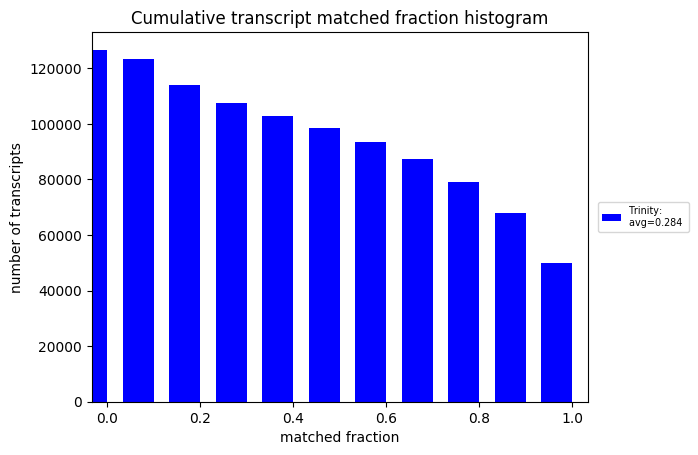 Cumulative transcript matched fraction histogram
120000
100000
80000
60000
40000
20000
0
number of transcripts
0.0 0.2 0.4 0.6 0.8 1.0
matched fraction
Trinity:
avg=0.284